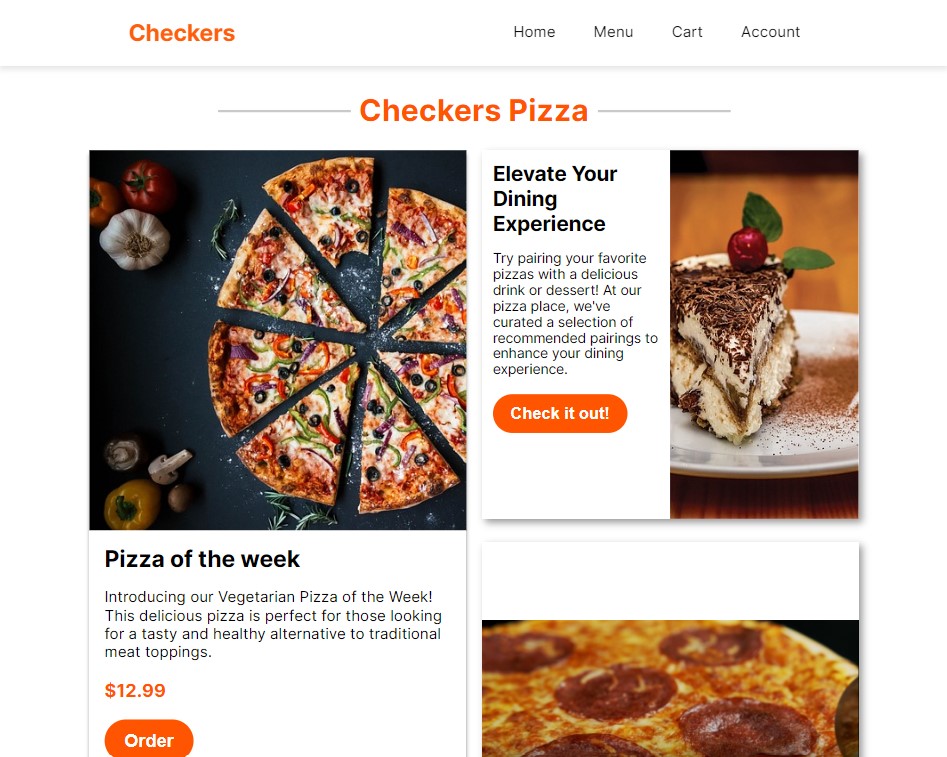 Checkers
Home Menu Cart Account
Checkers Pizza
Elevate Your
Dining
Experience
Try pairing your favorite
pizzas with a delicious
drink or dessert! At our
pizza place, we've
curated a selection of
recommended pairings to
enhance your dining
experience.
Check it out!
Pizza of the week
Introducing our Vegetarian Pizza of the Week!
This delicious pizza is perfect for those looking
for a tasty and healthy alternative to traditional
meat toppings.
$12.99
Order